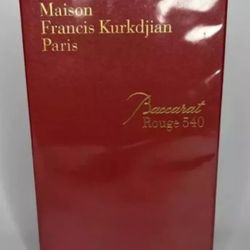 Maison
Francis Kurkdjian
Paris
Baccarat
Rouge 540